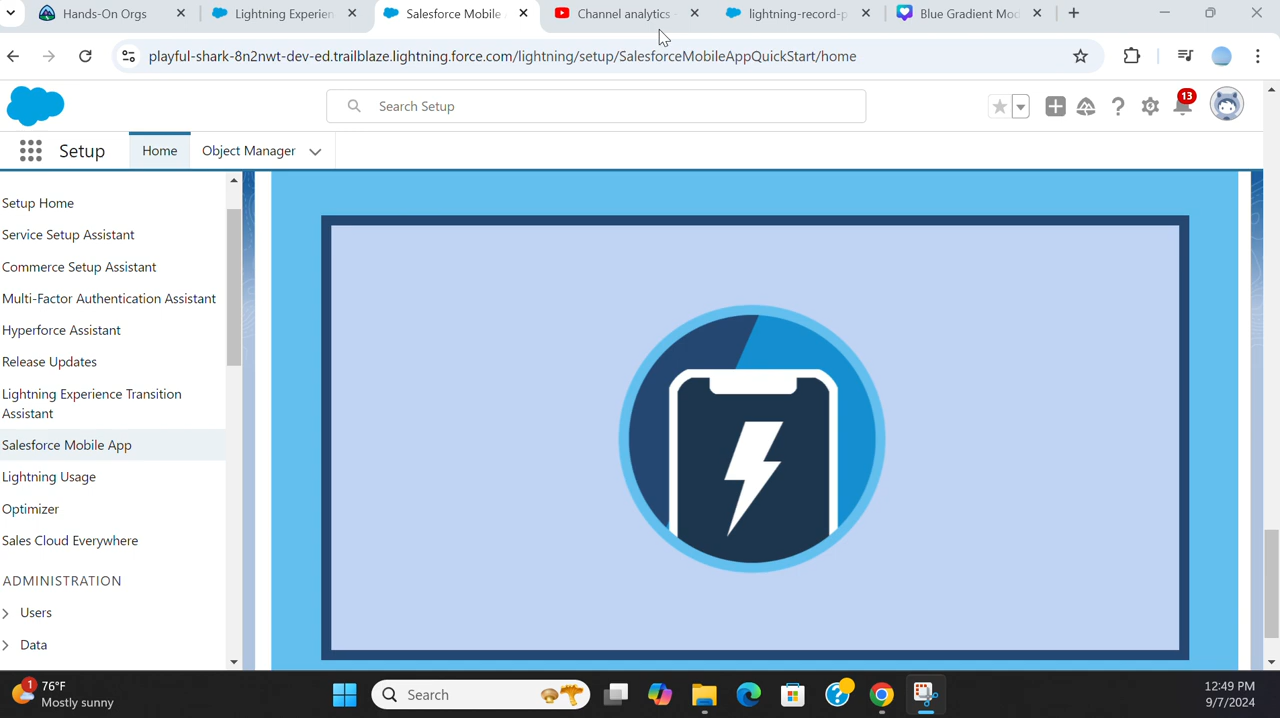 Hands-On Orgs
Lightning Experien
Salesforce Mobile
Channel analytics -
lightning-record-p
Blue Gradient Mod
playful-shark-8n2nwt-dev-ed.trailblaze.lightning.force.com/lightning/setup/SalesforceMobileAppQuickStart/home
Search Setup
13
Setup
Home
Object Manager
Setup Home
Service Setup Assistant
Commerce Setup Assistant
Multi-Factor Authentication Assistant
Hyperforce Assistant
Release Updates
Lightning Experience Transition
Assistant
Salesforce Mobile App
Lightning Usage
Optimizer
Sales Cloud Everywhere
ADMINISTRATION
Users
Data
1
76°F
Mostly sunny
Search
12:49 PM
9/7/2024